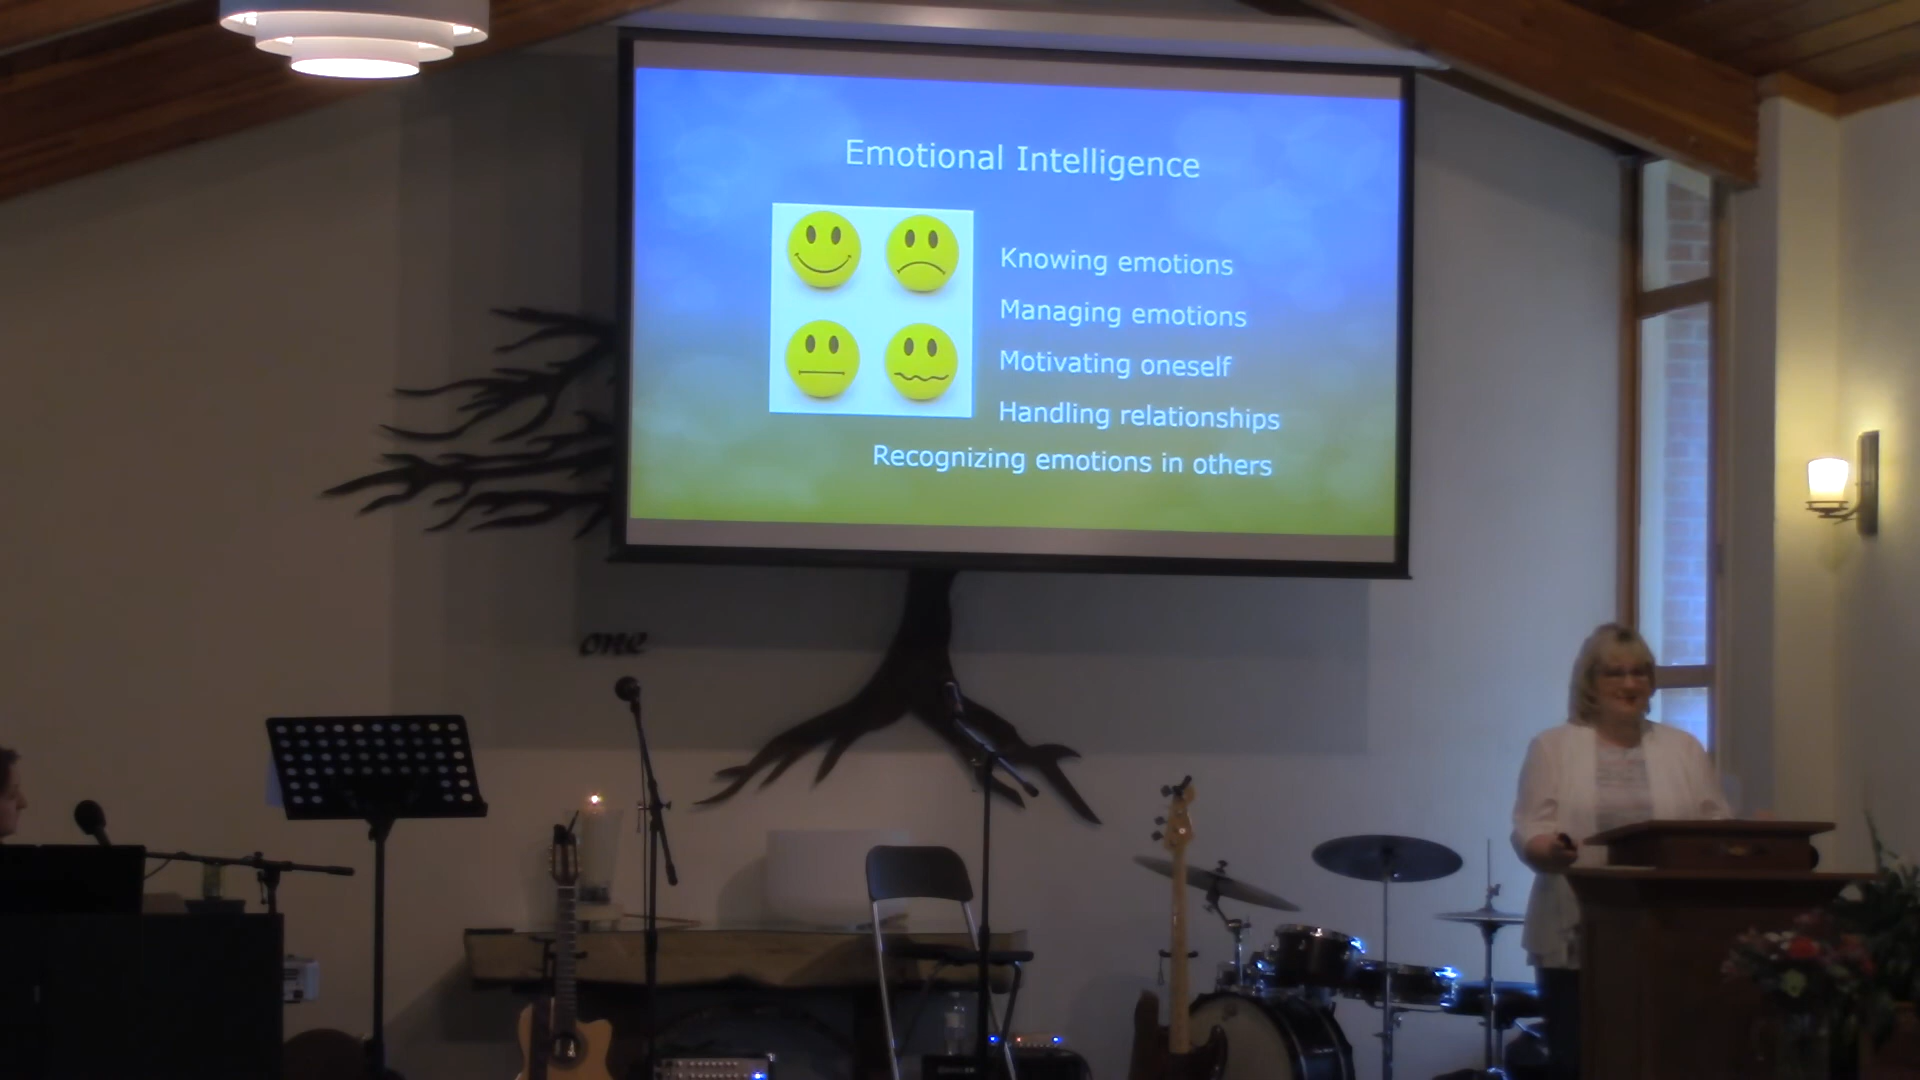 Emotional Intelligence
Knowing emotions
Managing emotions
Motivating oneself
Handling relationships
Recognizing emotions in others
one